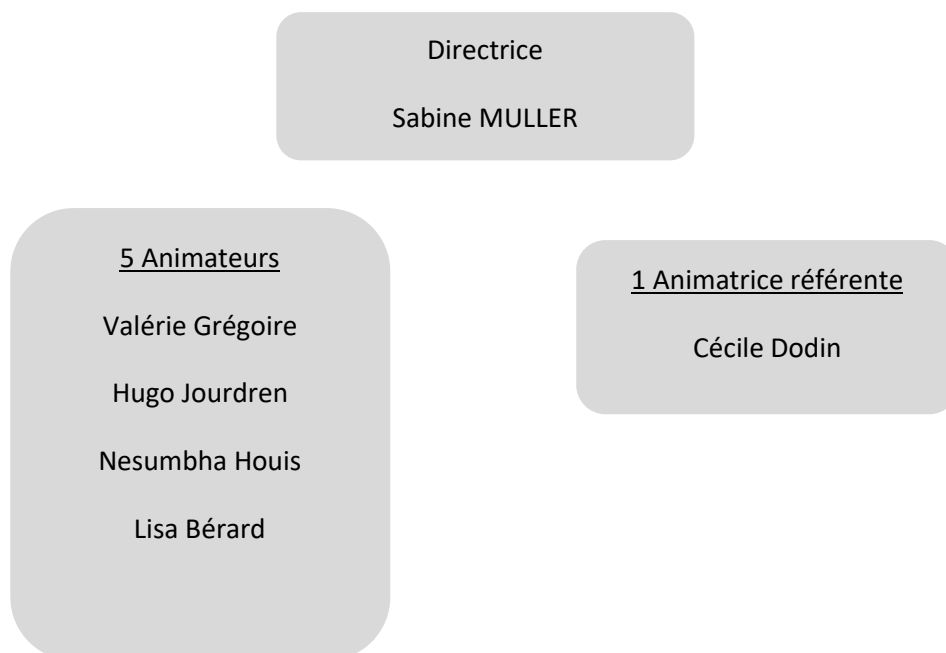 Directrice
Sabine MULLER
5 Animateurs
Valérie Grégoire
Hugo Jourdren
Nesumbha Houis
Lisa Bérard
1 Animatrice référente
Cécile Dodin